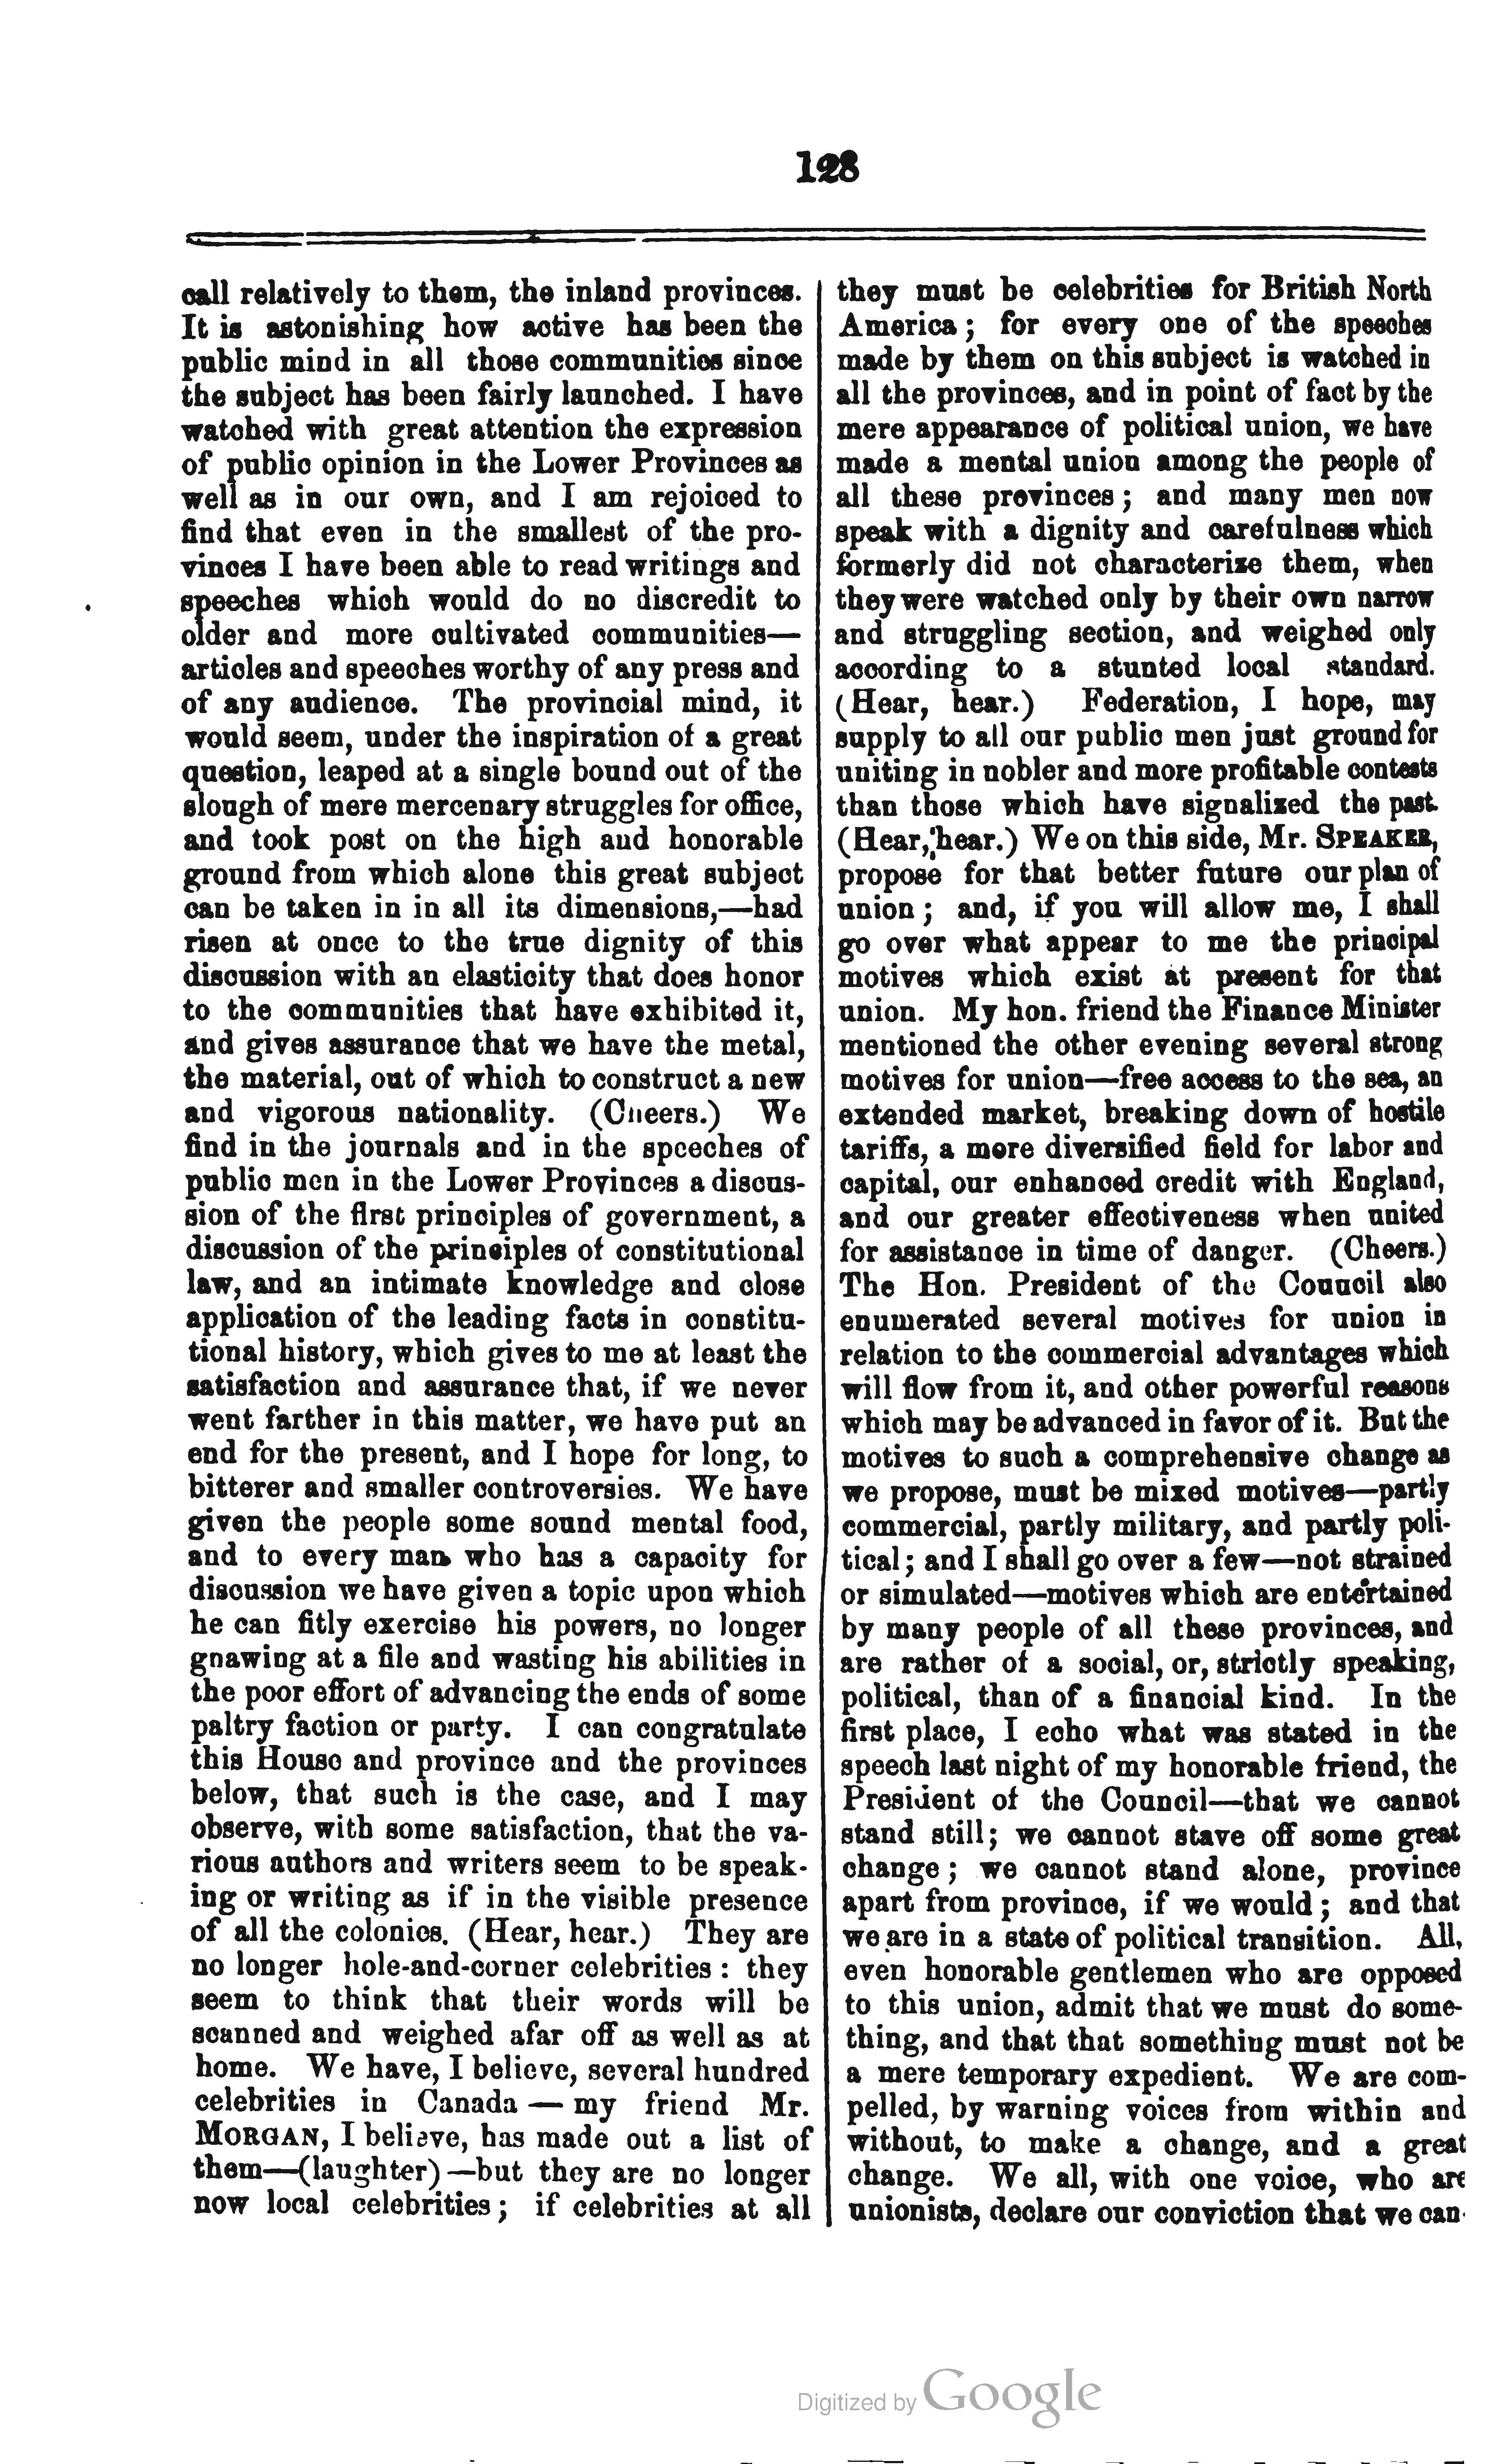 128
call relatively to them, the inland provinces.
It is astonishing how active has been the
public mind in all those communities since
the subject has been fairly launched. I have
watched with great attention the expression
of public opinion in the Lower Provinces as
well as in our own, and I am rejoiced to
find that even in the smallest of the pro-
vinces I have been able to read writings and
speeches which would do no discredit to
older and more cultivated communities—
articles and speeches worthy of any press and
of any audience. The provincial mind, it
would seem, under the inspiration of a great
question, leaped at a single bound out of the
slough of mere mercenary struggles for office,
and took post on the high and honorable
ground from which alone this great subject
can be taken in in all its dimensions,—had
risen at once to the true dignity of this
discussion with an elasticity that does honor
to the communities that have exhibited it,
and gives assurance that we have the metal,
the material, out of which to construct a new
and vigorous nationality. (Cheers.) We
find in the journals and in the speeches of
public men in the Lower Provinces a discus-
sion of the first principles of government, a
discussion of the principles of constitutional
law, and an intimate knowledge and close
application of the leading facts in constitu-
tional history, which gives to me at least the
satisfaction and assurance that, if we never
went farther in this matter, we have put an
end for the present, and I hope for long, to
bitterer and smaller controversies. We have
given the people some sound mental food,
and to every man who has a capacity for
discussion we have given a topic upon which
he can fitly exercise his powers, no longer
gnawing at a file and wasting his abilities in
the poor effort of advancing the ends of some
paltry faction or party. I can congratulate
this House and province and the provinces
below, that such is the case, and I may
observe, with some satisfaction, that the va-
rious authors and writers seem to be speak-
ing or writing as if in the visible presence
of all the colonies. (Hear, hear.) They are
no longer hole-and-corner celebrities : they
seem to think that their words will be
scanned and weighed afar off as well as at
home. We have, I believe, several hundred
celebrities in Canada — my friend Mr.
MORGAN, I believe, has made out a list of
them—(laughter)—but they are no longer
now local celebrities; if celebrities at all
they must be celebrities for British North
America; for every one of the speeches
made by them on this subject is watched in
all the provinces, and in point of fact by the
mere appearance of political union, we have
made a mental union among the people of
all these provinces; and many men now
speak with a dignity and carefulness which
formerly did not characterize them, when
they were watched only by their own narrow
and struggling section, and weighed only
according to a stunted local standard.
(Hear, hear.) Federation, I hope, may
supply to all our public men just ground for
uniting in nobler and more profitable contests
than those which have signalized the past.
(Hear, hear.) We on this side, Mr. SPEAKER,
propose for that better future our plan of
union; and, if you will allow me, I shall
go over what appear to me the principal
motives which exist at present for that
union. My hon. friend the Finance Minister
mentioned the other evening several strong
motives for union—free access to the sea, an
extended market, breaking down of hostile
tariffs, a more diversified field for labor and
capital, our enhanced credit with England,
and our greater effectiveness when united
for assistance in time of danger. (Cheers.)
The Hon. President of the Council also
enumerated several motives for union in
relation to the commercial advantages which
will flow from it, and other powerful reasons
which may be advanced in favor of it. But the
motives to such a comprehensive change as
we propose, must be mixed motives—partly
commercial, partly military, and partly poli-
tical; and I shall go over a few—not strained
or simulated—motives which are entertained
by many people of all these provinces, and
are rather of a social, or, strictly speaking,
political, than of a financial kind. In the
first place, I echo what was stated in the
speech last night of my honorable friend, the
President of the Council—that we cannot
stand still; we cannot stave off some great
change; we cannot stand alone, province
apart from province, if we would; and that
we are in a state of political transition. All,
even honorable gentlemen who are opposed
to this union, admit that we must do some-
thing, and that that something must not be
a mere temporary expedient. We are com-
pelled, by warning voices from within and
without, to make a change, and a great
change. We all, with one voice, who are
unionists, declare our conviction that we can-
Digitized by Google